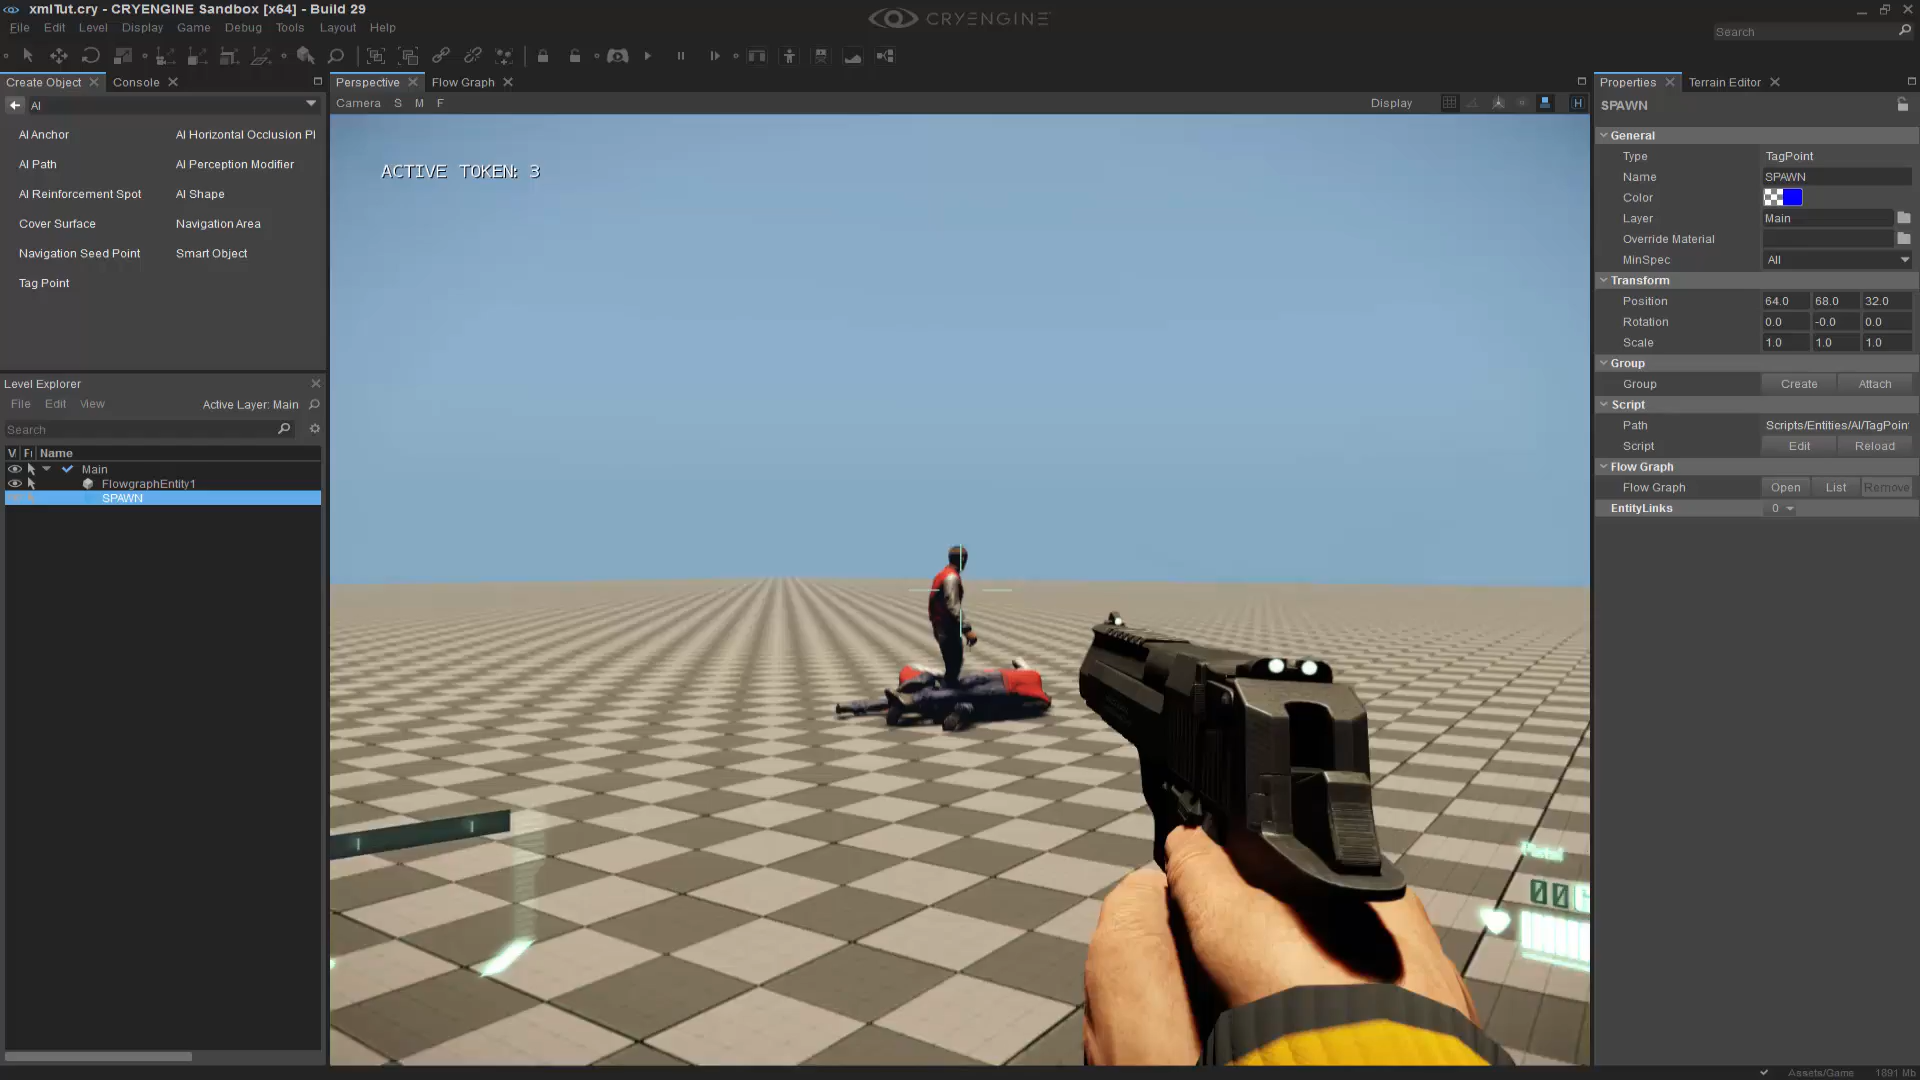 xmlTut.cry - CRYENGINE Sandbox [x64] - Build 29
CRYENGINE
File Edit Level Display Game Debug Tools Layout Help
Search
Create Object
Console
Perspective
Flow Graph
Properties
Terrain Editor
AI
Camera S M F
Display
H
SPAWN
AI Anchor
AI Horizontal Occlusion Pl
AI Path
AI Perception Modifier
AI Reinforcement Spot
AI Shape
Cover Surface
Navigation Area
Navigation Seed Point
Smart Object
Tag Point
ACTIVE TOKEN: 3
General
Type TagPoint
Name SPAWN
Color
Layer Main
Override Material
MinSpec All
Transform
Position 64.0 68.0 32.0
Rotation 0.0 -0.0 0.0
Scale 1.0 1.0 1.0
Group
Group Create Attach
Script
Path Scripts/Entities/AI/TagPoin
Script Edit Reload
Flow Graph
Flow Graph Open List Remove
EntityLinks 0
Level Explorer
File Edit View
Active Layer: Main
Search
V Fi Name
Main
FlowgraphEntity1
SPAWN
Pistol
00
Assets/Game 1891 Mb